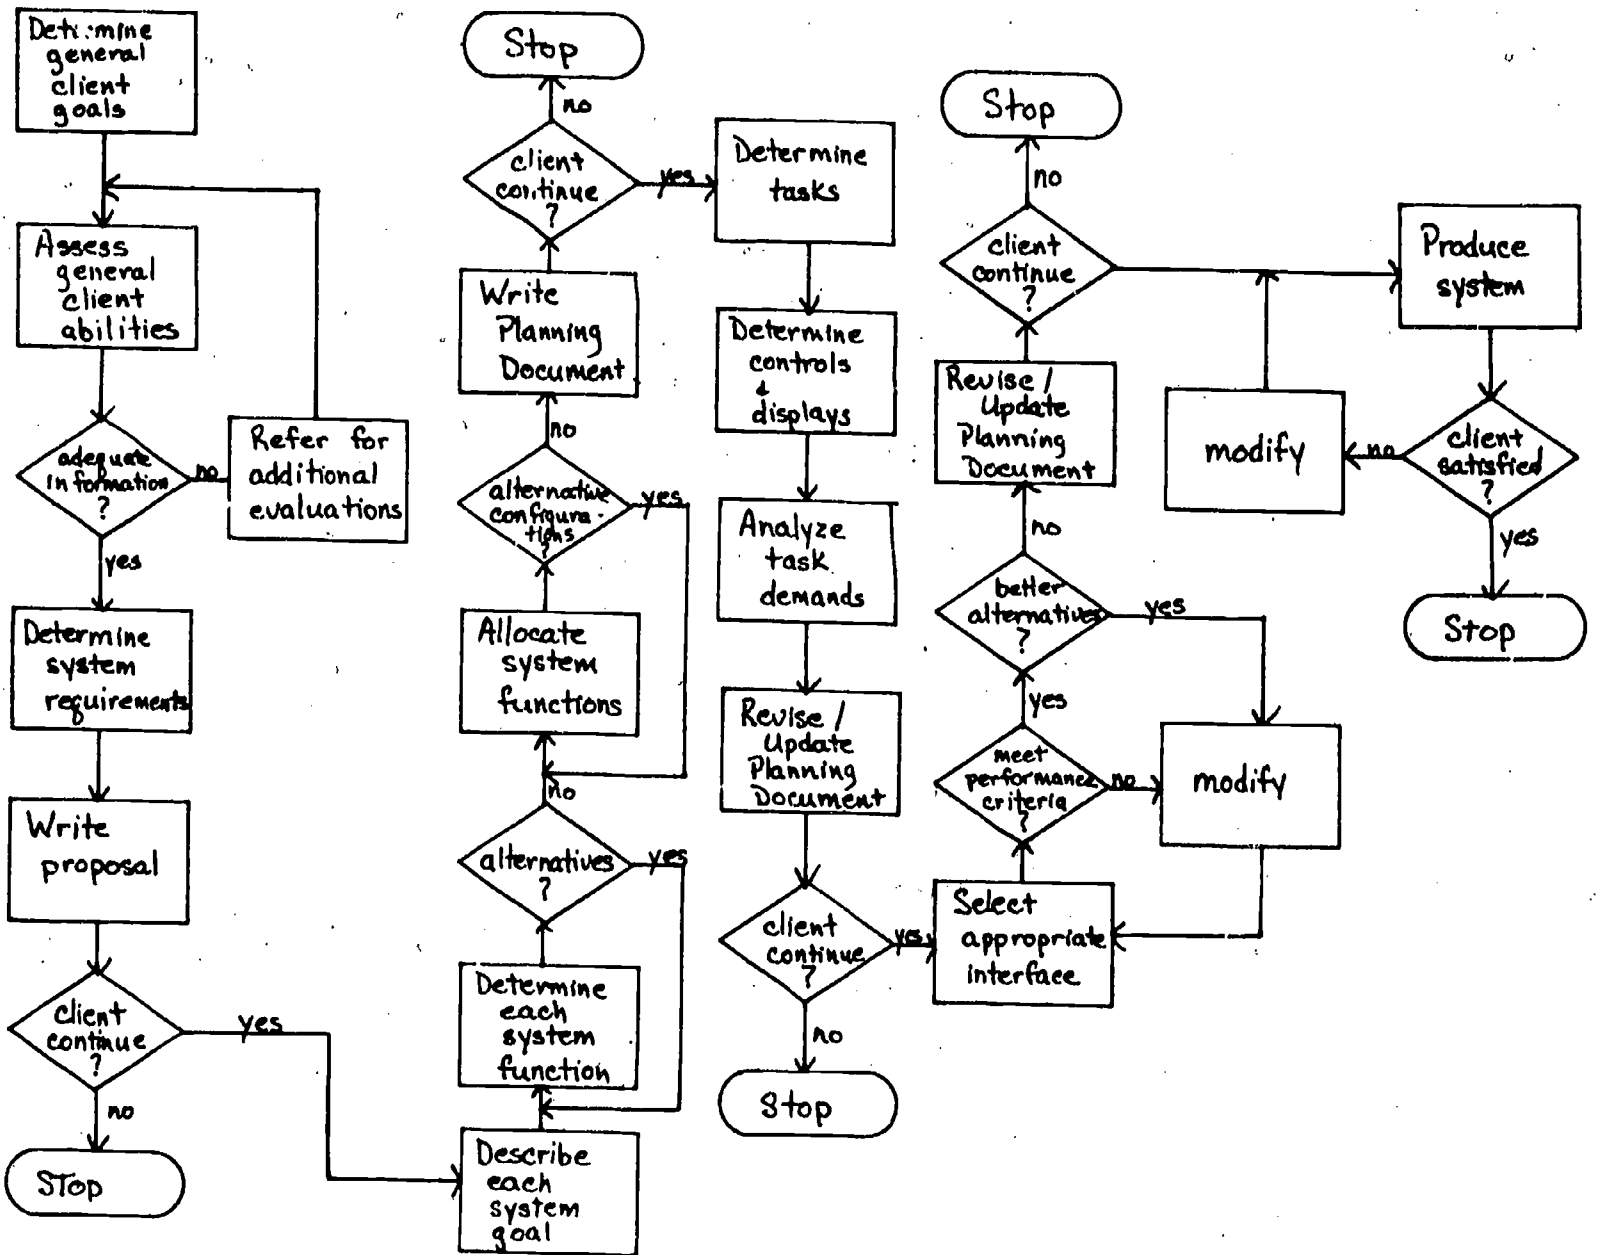 Determine
general
client
goals
Assess
general
client
abilities
adequate
information
?
no
Refer for
additional
evaluations
yes
Determine
system
requirements
Write
proposal
client
continue
?
yes
no
Stop
Describe
each
system
goal
Determine
each
system
function
alternatives
?
yes
no
Allocate
system
functions
alternative
configura-
tions
?
yes
no
Write
Planning
Document
client
continue
?
no
Stop
yes
Determine
tasks
Determine
controls
&
displays
Analyze
task
demands
Revise /
Update
Planning
Document
client
continue
?
no
Stop
yes
Select
appropriate
interface
meet
performance
criteria
?
no
modify
yes
better
alternatives
?
yes
no
Revise /
Update
Planning
Document
client
continue
?
no
Stop
Produce
system
client
satisfied
?
no
modify
yes
Stop